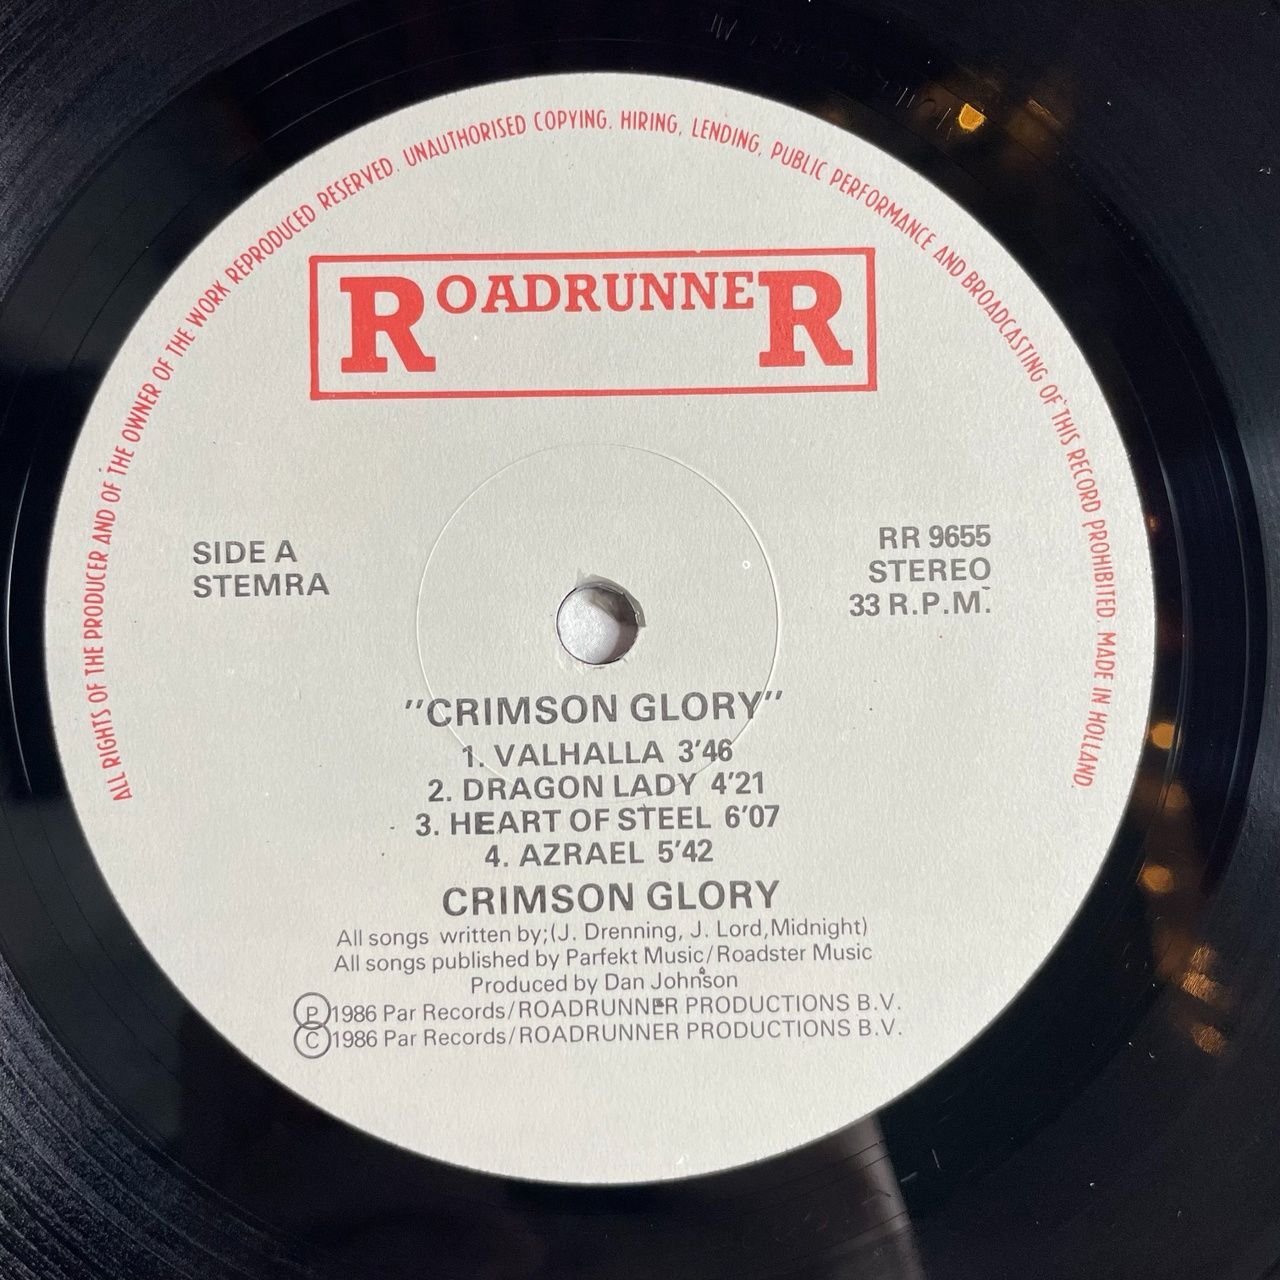 ALL RIGHTS OF THE PRODUCER AND OF THE OWNER OF THE WORK REPRODUCED RESERVED. UNAUTHORISED COPYING, HIRING, LENDING, PUBLIC PERFORMANCE AND BROADCASTING OF THIS RECORD PROHIBITED. MADE IN HOLLAND.
ROADRUNNER
SIDE A
STEMRA
RR 9655
STEREO
33 R.P.M.
"CRIMSON GLORY"
1. VALHALLA 3'46
2. DRAGON LADY 4'21
3. HEART OF STEEL 6'07
4. AZRAEL 5'42
CRIMSON GLORY
All songs written by;(J. Drenning, J. Lord,Midnight)
All songs published by Parfekt Music/Roadster Music
Produced by Dan Johnson
Ⓟ1986 Par Records/ROADRUNNER PRODUCTIONS B.V.
Ⓒ1986 Par Records/ROADRUNNER PRODUCTIONS B.V.